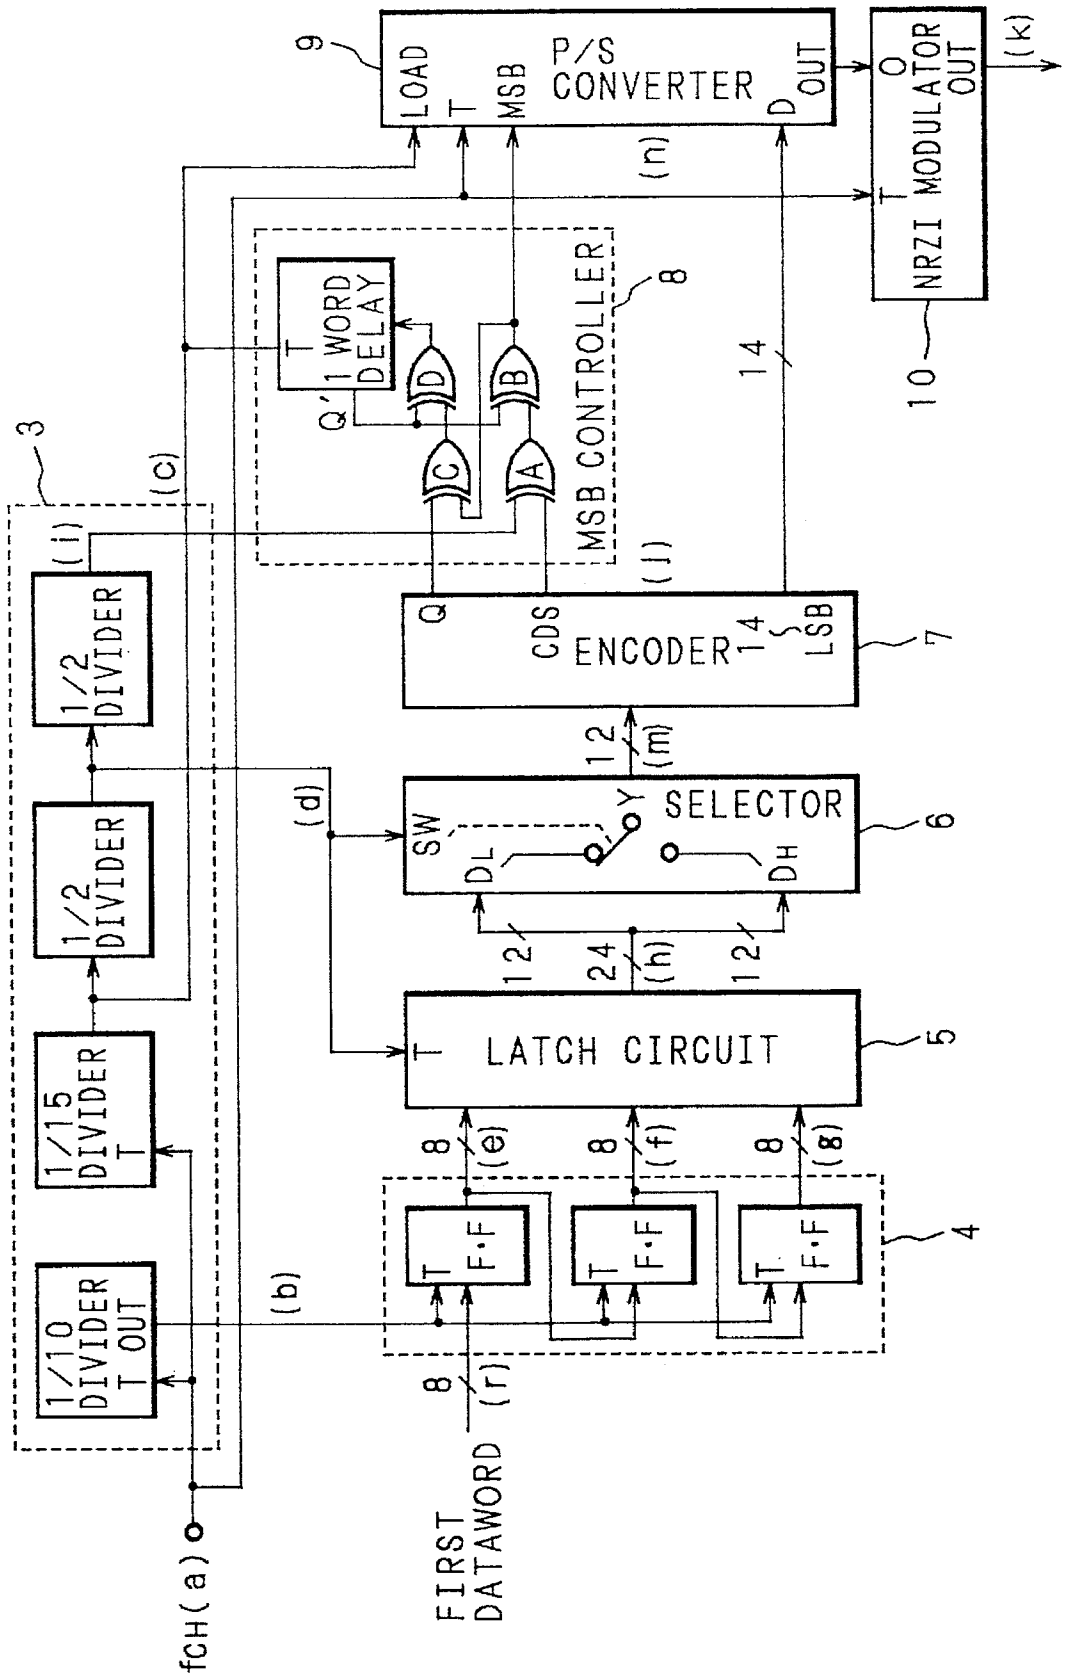 fCH(a)
3
1/10
DIVIDER
T OUT
1/15
DIVIDER
T
1/2
DIVIDER
1/2
DIVIDER
(i)
(b)
(c)
(d)
FIRST
DATAWORD
8
(r)
T
F·F
T
F·F
T
F·F
4
8
(e)
8
(f)
8
(g)
T
LATCH CIRCUIT
5
24
(h)
12
12
SW
DL
Y
SELECTOR
DH
6
12
(m)
Q
CDS
ENCODER
14
LSB
7
(j)
14
Q'
T
1 WORD
DELAY
C
D
A
B
MSB CONTROLLER
8
9
LOAD
T
MSB
P/S
CONVERTER
D
OUT
(n)
T
O
NRZI MODULATOR
OUT
10
(k)